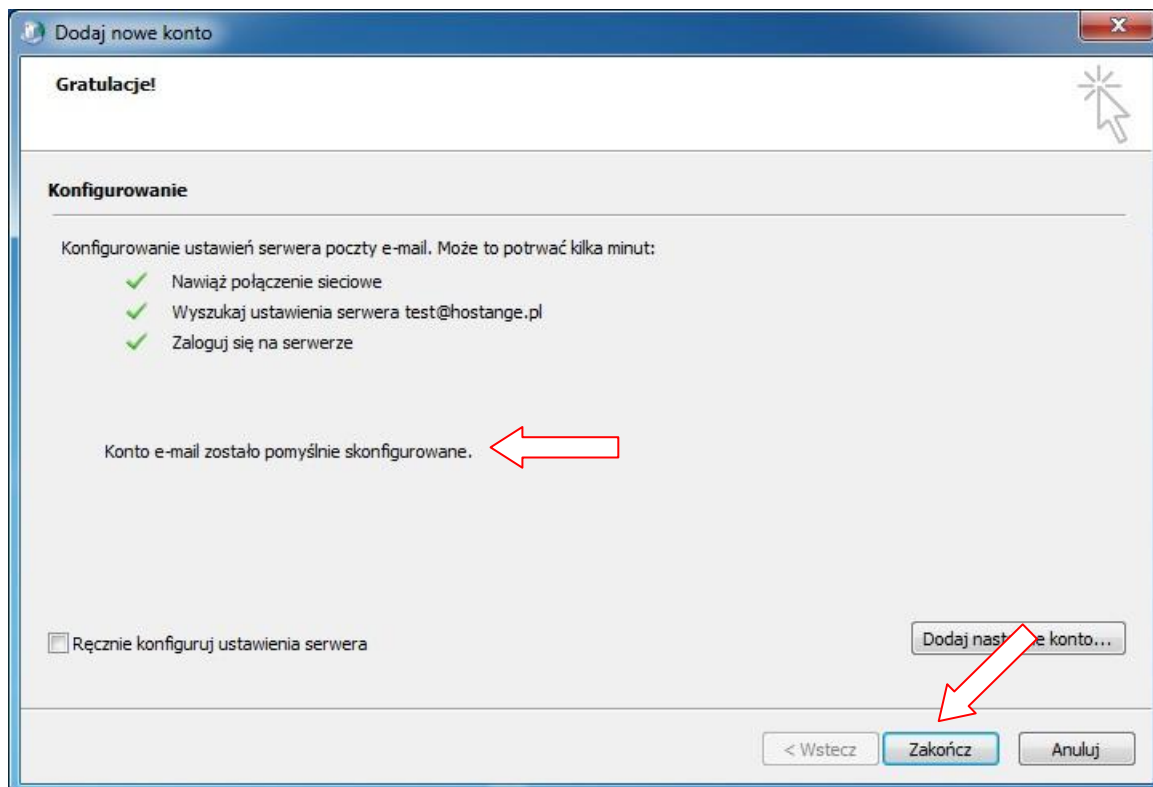 Dodaj nowe konto
Gratulacje!
Konfigurowanie
Konfigurowanie ustawień serwera poczty e-mail. Może to potrwać kilka minut:
Nawiąż połączenie sieciowe
Wyszukaj ustawienia serwera test@hostange.pl
Zaloguj się na serwerze
Konto e-mail zostało pomyślnie skonfigurowane.
Ręcznie konfiguruj ustawienia serwera
Dodaj następne konto...
< Wstecz
Zakończ
Anuluj